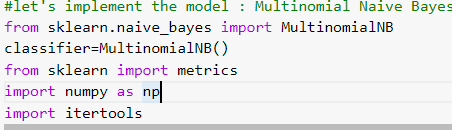 #let's implement the model : Multinomial Naive Bayes
from sklearn.naive_bayes import MultinomialNB
classifier=MultinomialNB()
from sklearn import metrics
import numpy as np
import itertools